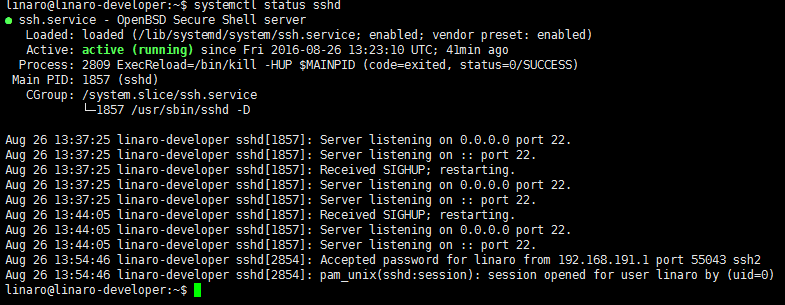 linaro@linaro-developer:~$ systemctl status sshd
● ssh.service - OpenBSD Secure Shell server
   Loaded: loaded (/lib/systemd/system/ssh.service; enabled; vendor preset: enabled)
   Active: active (running) since Fri 2016-08-26 13:23:10 UTC; 41min ago
  Process: 2809 ExecReload=/bin/kill -HUP $MAINPID (code=exited, status=0/SUCCESS)
 Main PID: 1857 (sshd)
   CGroup: /system.slice/ssh.service
           └─1857 /usr/sbin/sshd -D

Aug 26 13:37:25 linaro-developer sshd[1857]: Server listening on 0.0.0.0 port 22.
Aug 26 13:37:25 linaro-developer sshd[1857]: Server listening on :: port 22.
Aug 26 13:37:25 linaro-developer sshd[1857]: Received SIGHUP; restarting.
Aug 26 13:37:25 linaro-developer sshd[1857]: Server listening on 0.0.0.0 port 22.
Aug 26 13:37:25 linaro-developer sshd[1857]: Server listening on :: port 22.
Aug 26 13:44:05 linaro-developer sshd[1857]: Received SIGHUP; restarting.
Aug 26 13:44:05 linaro-developer sshd[1857]: Server listening on 0.0.0.0 port 22.
Aug 26 13:44:05 linaro-developer sshd[1857]: Server listening on :: port 22.
Aug 26 13:54:46 linaro-developer sshd[2854]: Accepted password for linaro from 192.168.191.1 port 55043 ssh2
Aug 26 13:54:46 linaro-developer sshd[2854]: pam_unix(sshd:session): session opened for user linaro by (uid=0)
linaro@linaro-developer:~$